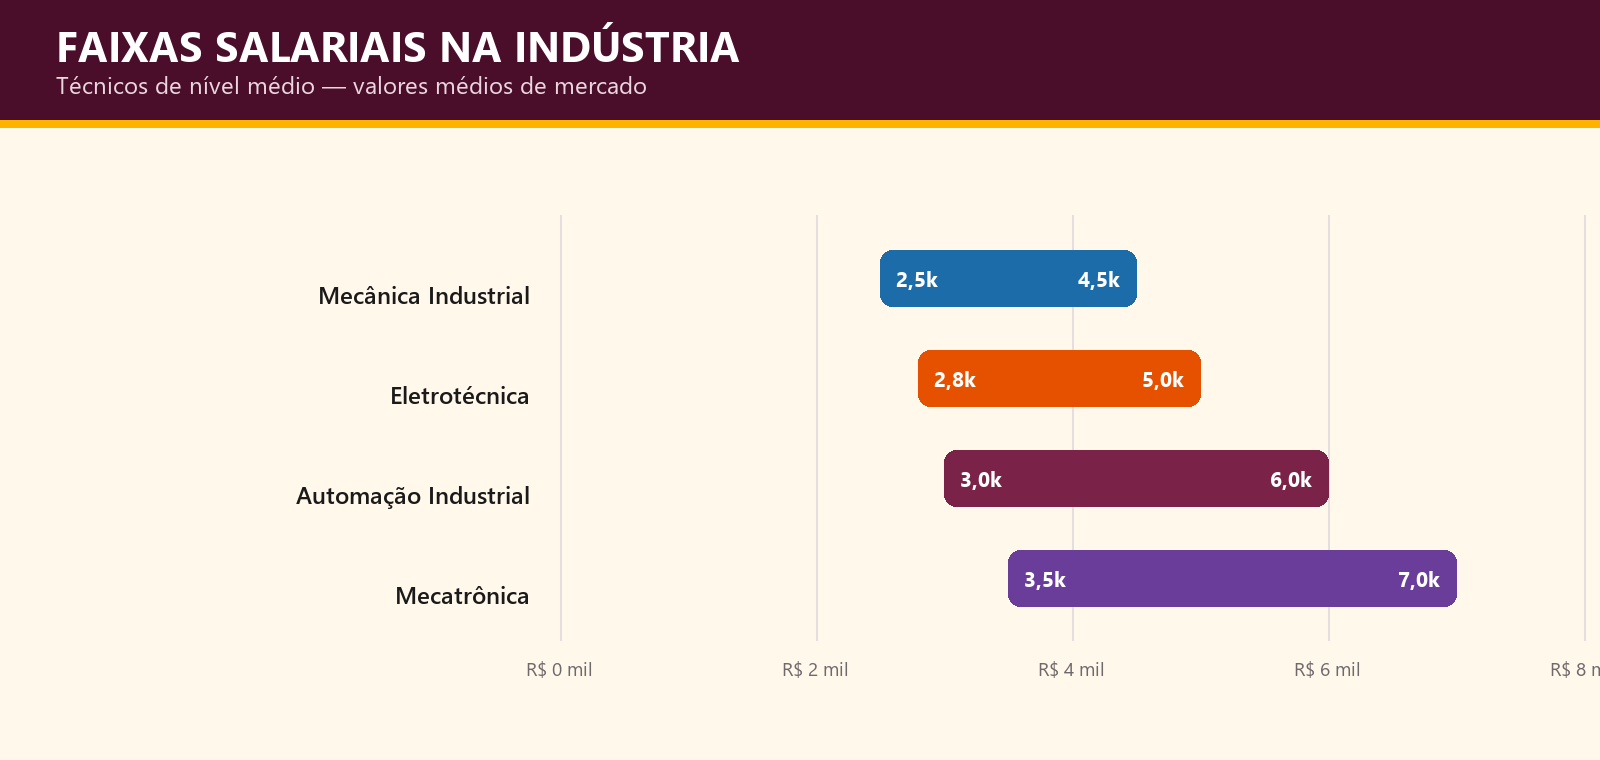 FAIXAS SALARIAIS NA INDÚSTRIA
Técnicos de nível médio — valores médios de mercado
Mecânica Industrial
2,5k 4,5k
Eletrotécnica
2,8k 5,0k
Automação Industrial
3,0k 6,0k
Mecatrônica
3,5k 7,0k
R$ 0 mil R$ 2 mil R$ 4 mil R$ 6 mil R$ 8